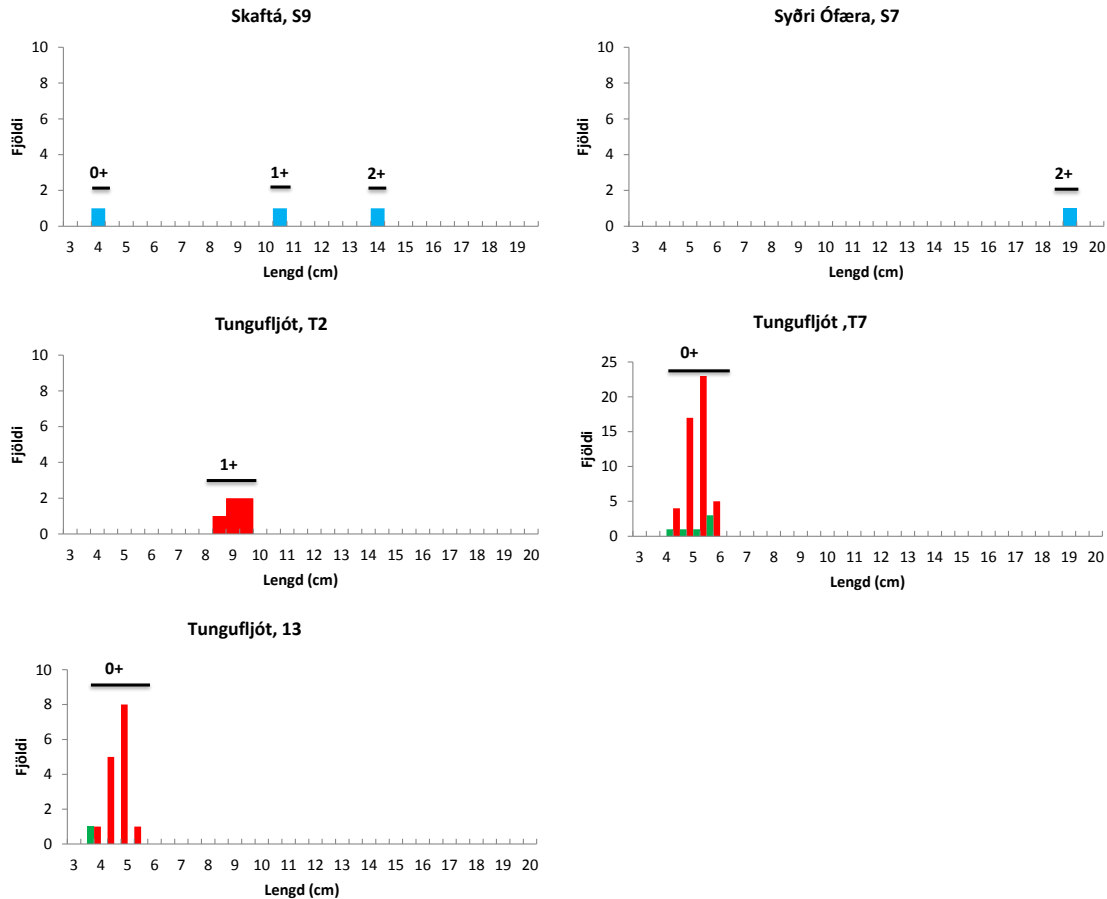 Skaftá, S9
10
8
6
4
2
0
Fjöldi
0+
1+
2+
3 4 5 6 7 8 9 10 11 12 13 14 15 16 17 18 19
Lengd (cm)
Syðri Ófæra, S7
10
8
6
4
2
0
Fjöldi
2+
3 4 5 6 7 8 9 10 11 12 13 14 15 16 17 18 19 20
Lengd (cm)
Tungufljót, T2
10
8
6
4
2
0
Fjöldi
1+
3 4 5 6 7 8 9 10 11 12 13 14 15 16 17 18 19 20
Lengd (cm)
Tungufljót ,T7
25
20
15
10
5
0
Fjöldi
0+
3 4 5 6 7 8 9 10 11 12 13 14 15 16 17 18 19 20
Lengd (cm)
Tungufljót, 13
10
8
6
4
2
0
Fjöldi
0+
3 4 5 6 7 8 9 10 11 12 13 14 15 16 17 18 19 20
Lengd (cm)